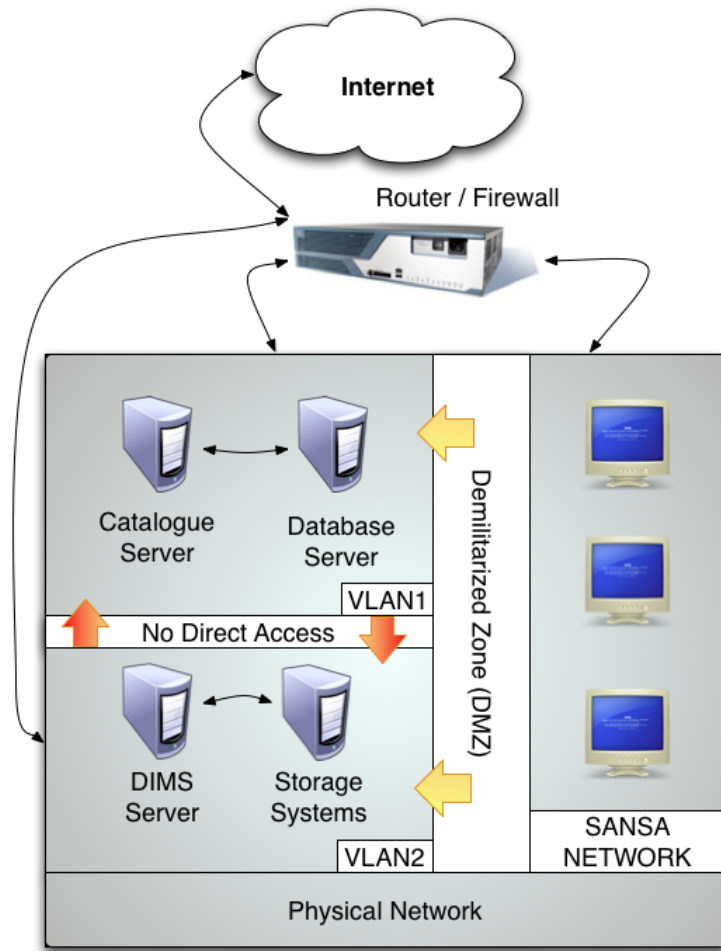 Internet
Router / Firewall
Catalogue
Server
Database
Server
VLAN1
No Direct Access
DIMS
Server
Storage
Systems
VLAN2
Demilitarized Zone (DMZ)
SANSA
NETWORK
Physical Network